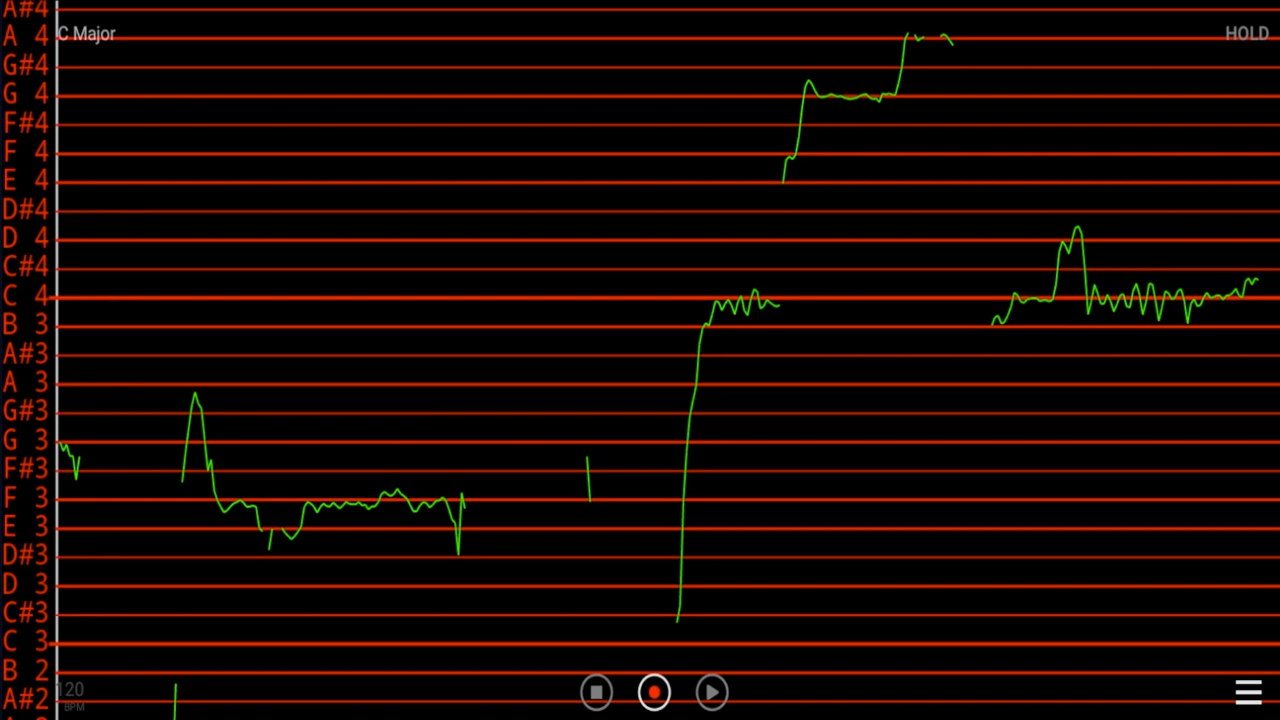 A#4
A 4
C Major
HOLD
G#4
G 4
F#4
F 4
E 4
D#4
D 4
C#4
C 4
B 3
A#3
A 3
G#3
G 3
F#3
F 3
E 3
D#3
D 3
C#3
C 3
B 2
120
BPM
A#2